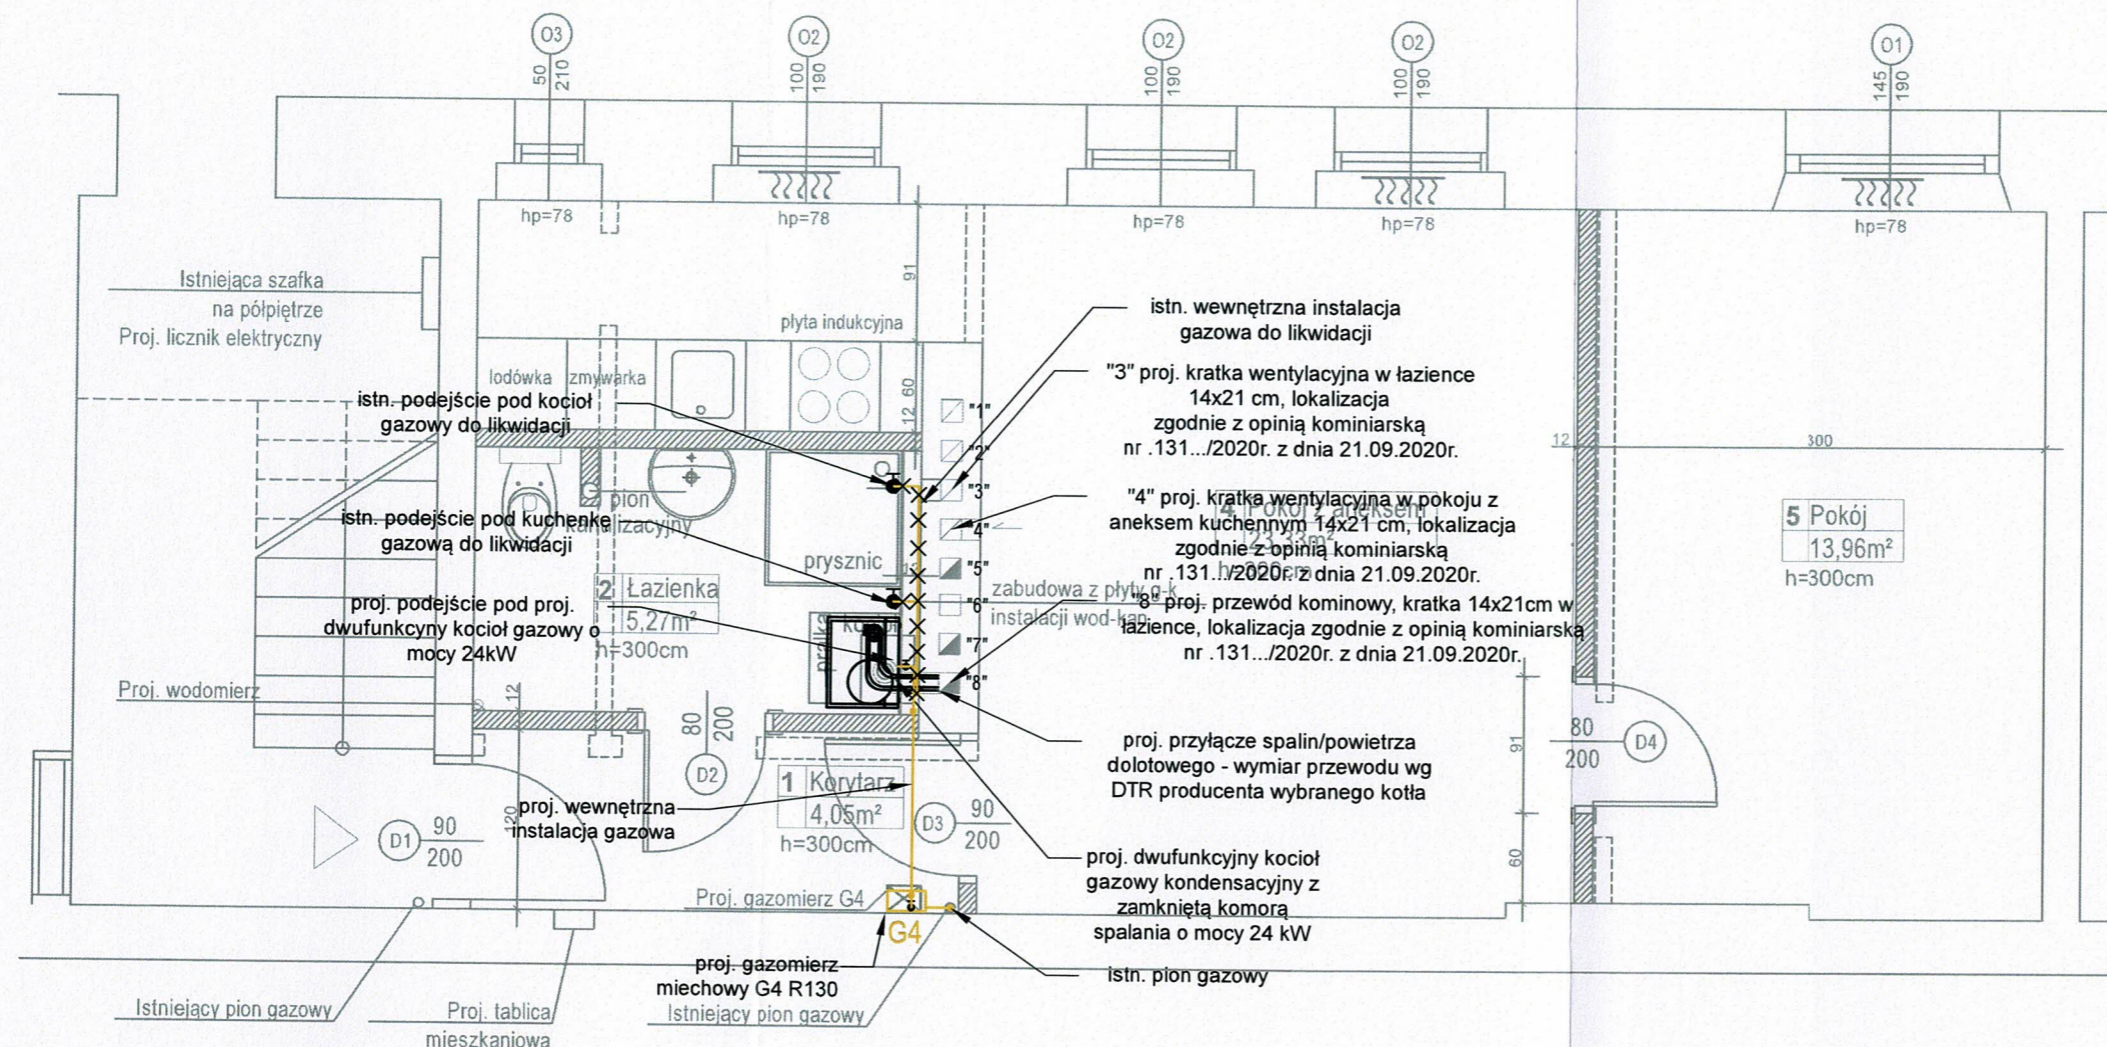 O3
O2
O2
O2
O1
50
210
100
190
100
190
100
190
145
190
hp=78
hp=78
hp=78
hp=78
hp=78
Istniejąca szafka
na półpiętrze
Proj. licznik elektryczny
91
płyta indukcyjna
lodówka
zmywarka
60
12
istn. podejście pod kocioł
gazowy do likwidacji
istn. wewnętrzna instalacja
gazowa do likwidacji
"3" proj. kratka wentylacyjna w łazience
14x21 cm, lokalizacja
zgodnie z opinią kominiarską
nr .131.../2020r. z dnia 21.09.2020r.
"1"
"2"
"3"
"4"
"5"
"6"
"7"
"8"
12
300
pion
kanalizacyjny
istn. podejście pod kuchenkę
gazową do likwidacji
prysznic
"4" proj. kratka wentylacyjna w pokoju z
aneksem kuchennym 14x21 cm, lokalizacja
zgodnie z opinią kominiarską
nr .131.../2020r. z dnia 21.09.2020r.
4 Pokój z aneksem
23,33m²
h=300cm
5 Pokój
13,96m²
h=300cm
2 Łazienka
5,27m²
h=300cm
zabudowa z płyty g-k
instalacji wod-kan
proj. podejście pod proj.
dwufunkcyny kocioł gazowy o
mocy 24kW
pralka
"8" proj. przewód kominowy, kratka 14x21cm w
łazience, lokalizacja zgodnie z opinią kominiarską
nr .131.../2020r. z dnia 21.09.2020r.
Proj. wodomierz
12
80
200
D2
proj. przyłącze spalin/powietrza
dolotowego - wymiar przewodu wg
DTR producenta wybranego kotła
91
80
200
D4
1 Korytarz
4,05m²
h=300cm
proj. wewnętrzna
instalacja gazowa
120
D1
90
200
D3
90
200
60
proj. dwufunkcyjny kocioł
gazowy kondensacyjny z
zamkniętą komorą
spalania o mocy 24 kW
Proj. gazomierz G4
G4
proj. gazomierz
miechowy G4 R130
istn. pion gazowy
Istniejący pion gazowy
Proj. tablica
mieszkaniowa
Istniejący pion gazowy